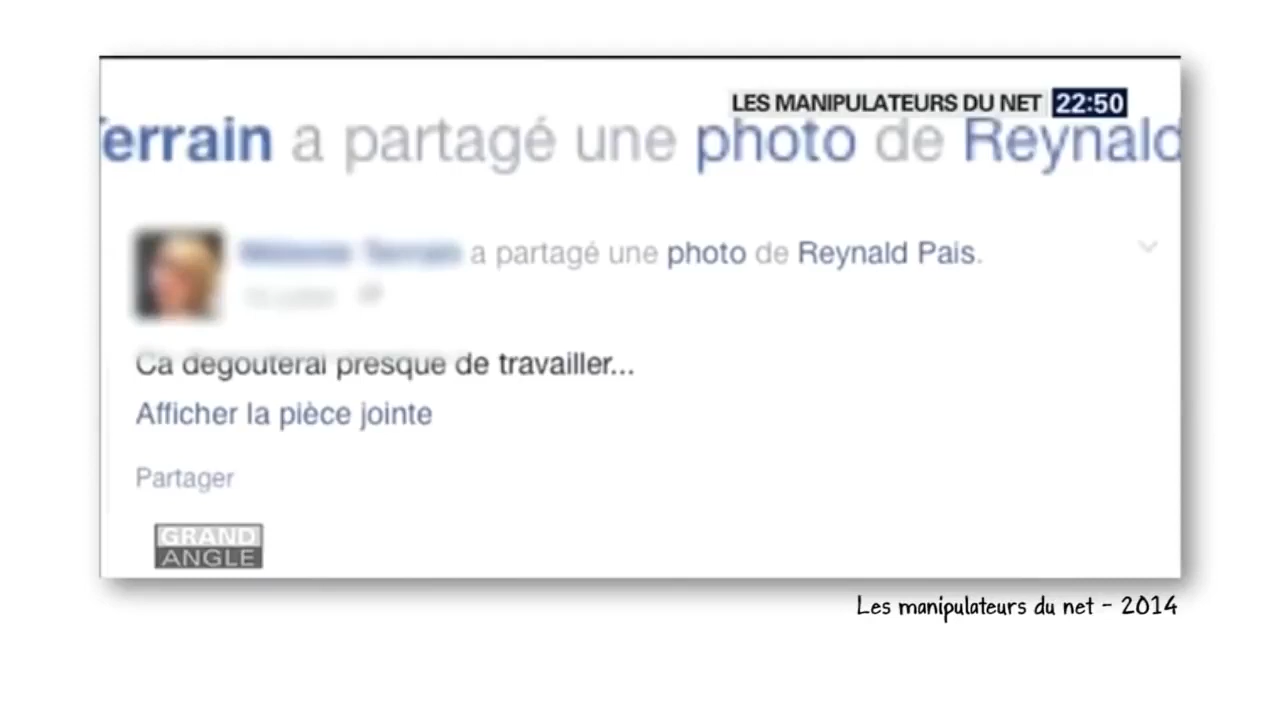 LES MANIPULATEURS DU NET 22:50
errain a partagé une photo de Reynald
a partagé une photo de Reynald Pais.
Ca degouterai presque de travailler...
Afficher la pièce jointe
Partager
GRAND
ANGLE
Les manipulateurs du net - 2014